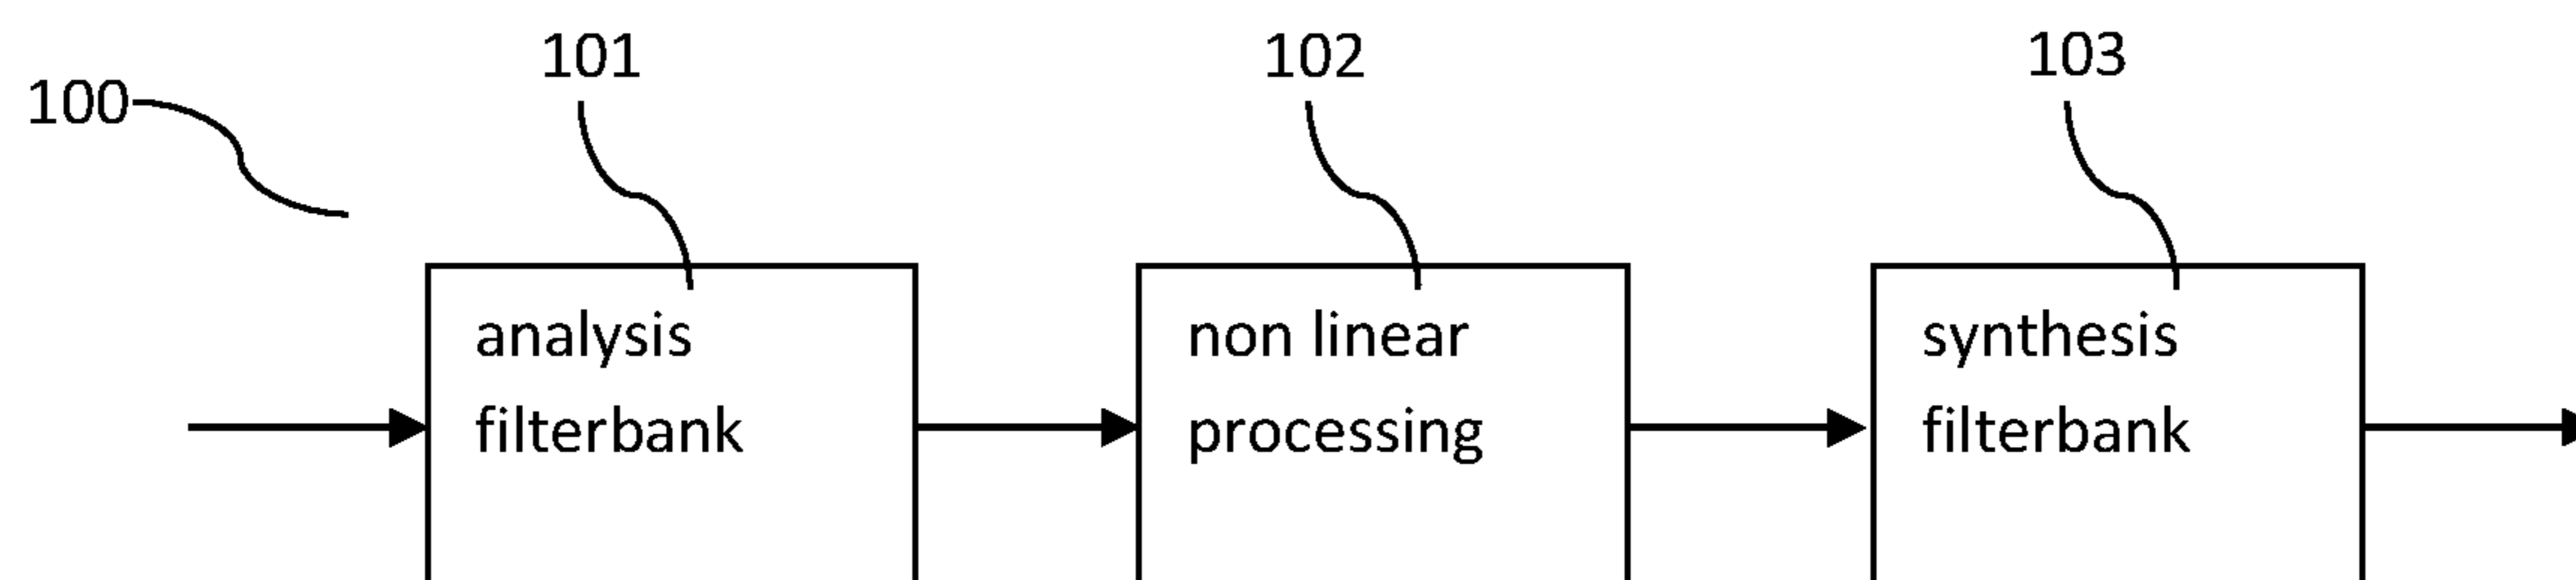 100
101
102
103
analysis
filterbank
non linear
processing
synthesis
filterbank